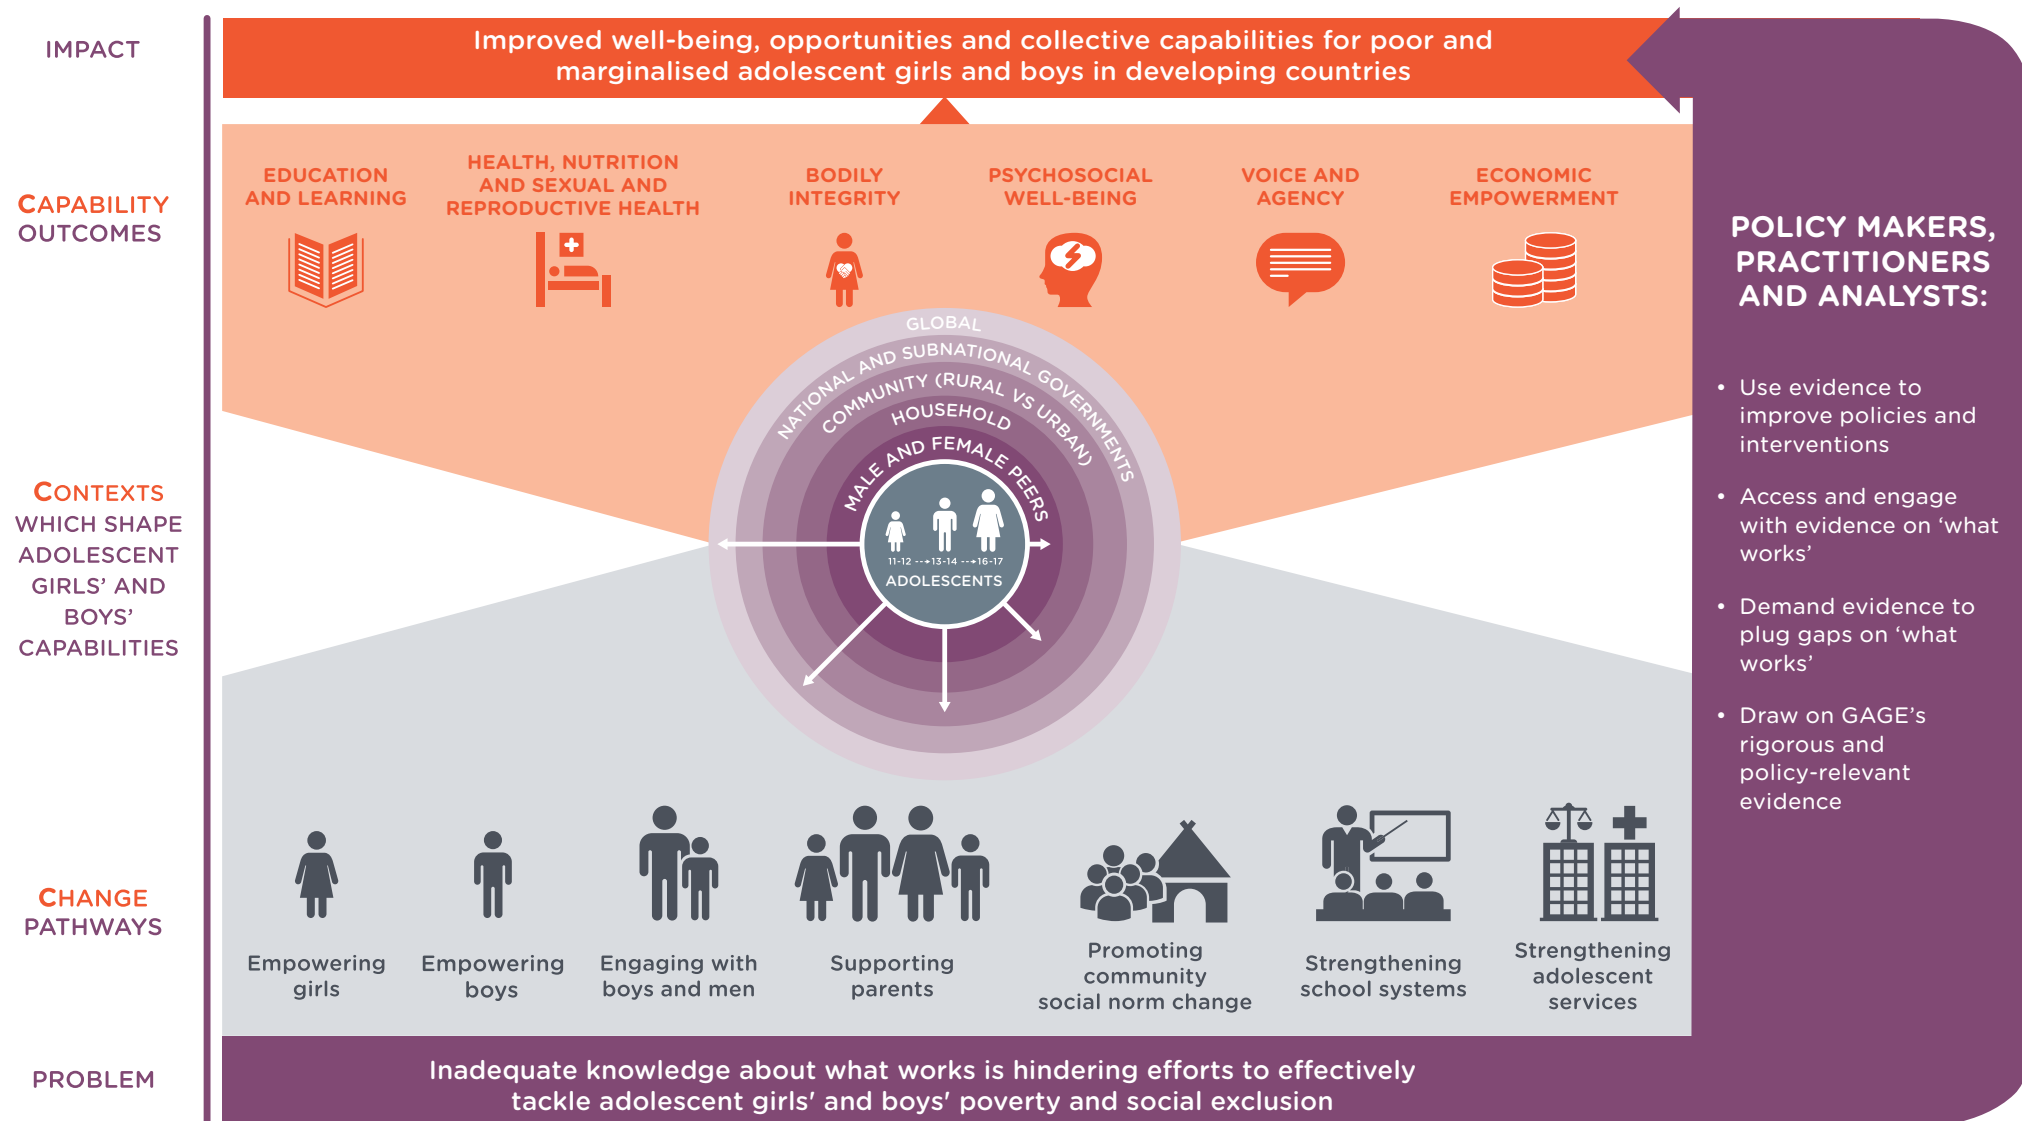 IMPACT
Improved well-being, opportunities and collective capabilities for poor and
marginalised adolescent girls and boys in developing countries
CAPABILITY
OUTCOMES
EDUCATION
AND LEARNING
HEALTH, NUTRITION
AND SEXUAL AND
REPRODUCTIVE HEALTH
BODILY
INTEGRITY
PSYCHOSOCIAL
WELL-BEING
VOICE AND
AGENCY
ECONOMIC
EMPOWERMENT
CONTEXTS
WHICH SHAPE
ADOLESCENT
GIRLS’ AND
BOYS’
CAPABILITIES
GLOBAL
NATIONAL AND SUBNATIONAL GOVERNMENTS
COMMUNITY (RURAL VS URBAN)
HOUSEHOLD
MALE AND FEMALE PEERS
11-12 --→ 13-14 --→ 16-17
ADOLESCENTS
CHANGE
PATHWAYS
Empowering
girls
Empowering
boys
Engaging with
boys and men
Supporting
parents
Promoting
community
social norm change
Strengthening
school systems
Strengthening
adolescent
services
PROBLEM
Inadequate knowledge about what works is hindering efforts to effectively
tackle adolescent girls' and boys' poverty and social exclusion
POLICY MAKERS,
PRACTITIONERS
AND ANALYSTS:
• Use evidence to
improve policies and
interventions
• Access and engage
with evidence on ‘what
works’
• Demand evidence to
plug gaps on ‘what
works’
• Draw on GAGE’s
rigorous and
policy-relevant
evidence